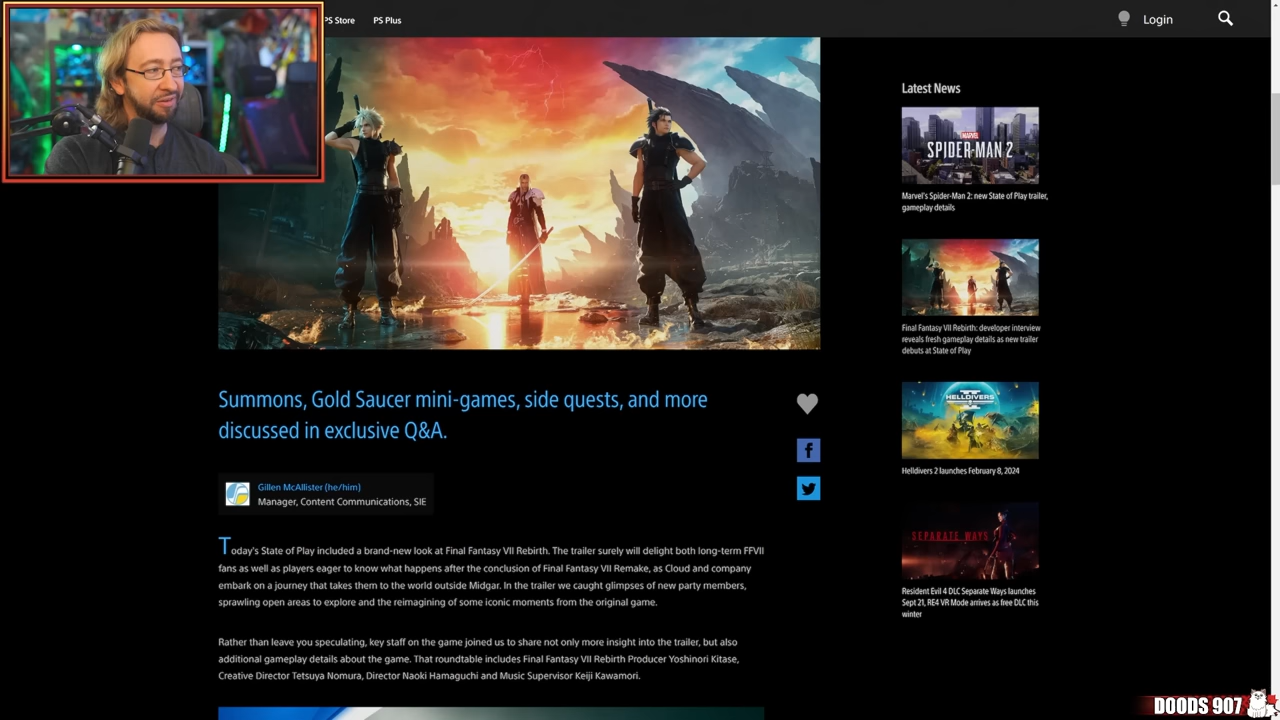 PS Store
PS Plus
Login
Latest News
MARVEL
SPIDER-MAN 2
Marvel's Spider-Man 2: new State of Play trailer,
gameplay details
Final Fantasy VII Rebirth: developer interview
reveals fresh gameplay details as new trailer
debuts at State of Play
HELLDIVERS
II
Helldivers 2 launches February 8, 2024
SEPARATE WAYS
Resident Evil 4 DLC Separate Ways launches
Sept 21, RE4 VR Mode arrives as free DLC this
winter
Summons, Gold Saucer mini-games, side quests, and more
discussed in exclusive Q&A.
Gillen McAllister (he/him)
Manager, Content Communications, SIE
Today's State of Play included a brand-new look at Final Fantasy VII Rebirth. The trailer surely will delight both long-term FFVII
fans as well as players eager to know what happens after the conclusion of Final Fantasy VII Remake, as Cloud and company
embark on a journey that takes them to the world outside Midgar. In the trailer we caught glimpses of new party members,
sprawling open areas to explore and the reimagining of some iconic moments from the original game.
Rather than leave you speculating, key staff on the game joined us to share not only more insight into the trailer, but also
additional gameplay details about the game. That roundtable includes Final Fantasy VII Rebirth Producer Yoshinori Kitase,
Creative Director Tetsuya Nomura, Director Naoki Hamaguchi and Music Supervisor Keiji Kawamori.
DOODS 907